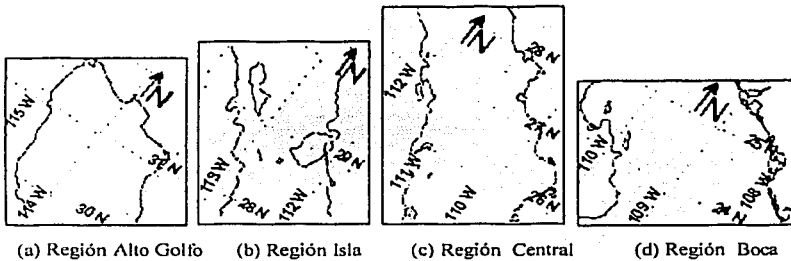 115 W
114 W
30 N
31 N
N
(a) Región Alto Golfo
113 W
28 N
112 W
29 N
N
(b) Región Isla
112 W
111 W
110 W
28 N
27 N
26 N
N
(c) Región Central
110 W
109 W
108 W
24 N
25 N
N
(d) Región Boca